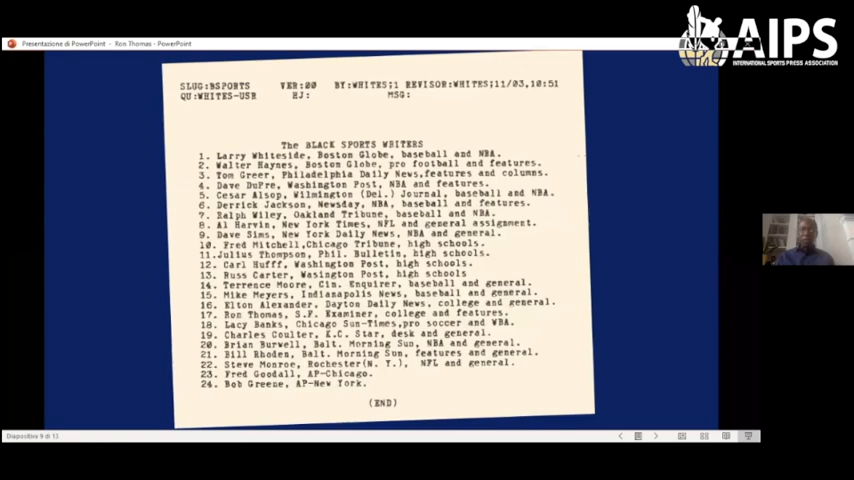 Presentazione di PowerPoint - Ron Thomas - PowerPoint
AIPS
INTERNATIONAL SPORTS PRESS ASSOCIATION
SLUG:BSPORTS VER:00 BY:WHITES;1 REVISOR:WHITES;11/03,10:51
QU:WHITES-USR HJ: MSG:
The BLACK SPORTS WRITERS
1. Larry Whiteside, Boston Globe, baseball and NBA.
2. Walter Haynes, Boston Globe, pro football and features.
3. Tom Greer, Philadelphia Daily News,features and columns.
4. Dave DuPre, Washington Post, NBA and features.
5. Cesar Alsop, Wilmington (Del.) Journal, baseball and NBA.
6. Derrick Jackson, Newsday, NBA, baseball and features.
7. Ralph Wiley, Oakland Tribune, baseball and NBA.
8. Al Harvin, New York Times, NFL and general assignment.
9. Dave Sims, New York Daily News, NBA and general.
10. Fred Mitchell,Chicago Tribune, high schools.
11.Julius Thompson, Phil. Bulletin, high schools.
12. Carl Hufff, Washington Post, high schools.
13. Russ Carter, Wasington Post, high schools
14. Terrence Moore, Cin. Enquirer, baseball and general.
15. Mike Meyers, Indianapolis News, baseball and general.
16. Elton Alexander, Dayton Daily News, college and general.
17. Ron Thomas, S.F. Examiner, college and features.
18. Lacy Banks, Chicago Sun-Times,pro soccer and WBA.
19. Charles Coulter, K.C. Star, desk and general.
20. Brian Burwell, Balt. Morning Sun, NBA and general.
21. Bill Rhoden, Balt. Morning Sun, features and general.
22. Steve Monroe, Rochester(N. Y.), NFL and general.
23. Fred Goodall, AP-Chicago.
24. Bob Greene, AP-New York.
(END)
Diapositiva 9 di 13